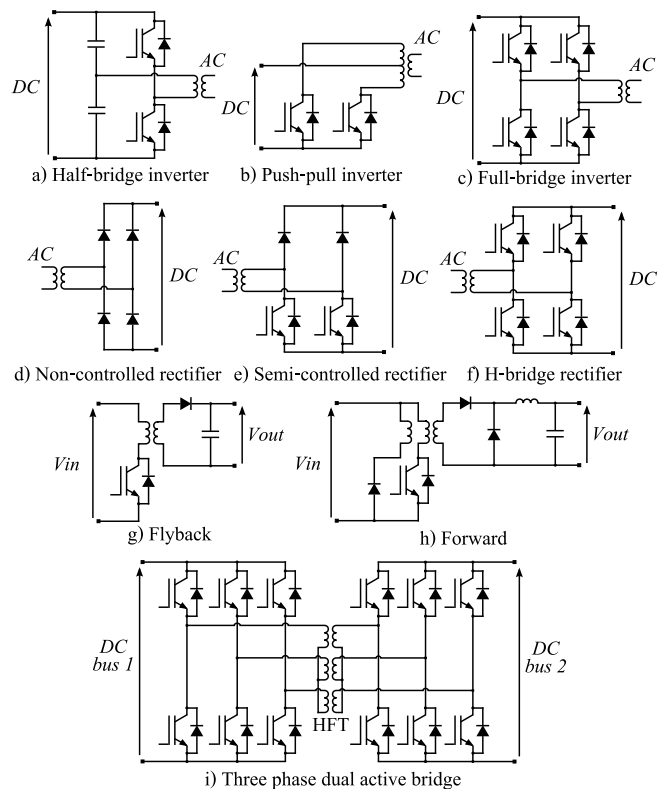 DC
AC
a) Half-bridge inverter
DC
AC
b) Push-pull inverter
DC
AC
c) Full-bridge inverter
AC
DC
d) Non-controlled rectifier
AC
DC
e) Semi-controlled rectifier
AC
DC
f) H-bridge rectifier
Vin
Vout
g) Flyback
Vin
Vout
h) Forward
DC
bus 1
HFT
DC
bus 2
i) Three phase dual active bridge